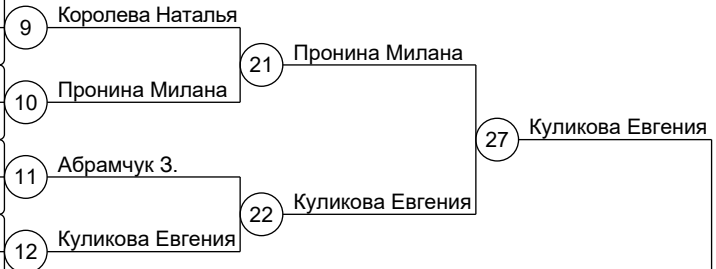 9 Королева Наталья
21 Пронина Милана
10 Пронина Милана
27 Куликова Евгения
11 Абрамчук З.
22 Куликова Евгения
12 Куликова Евгения